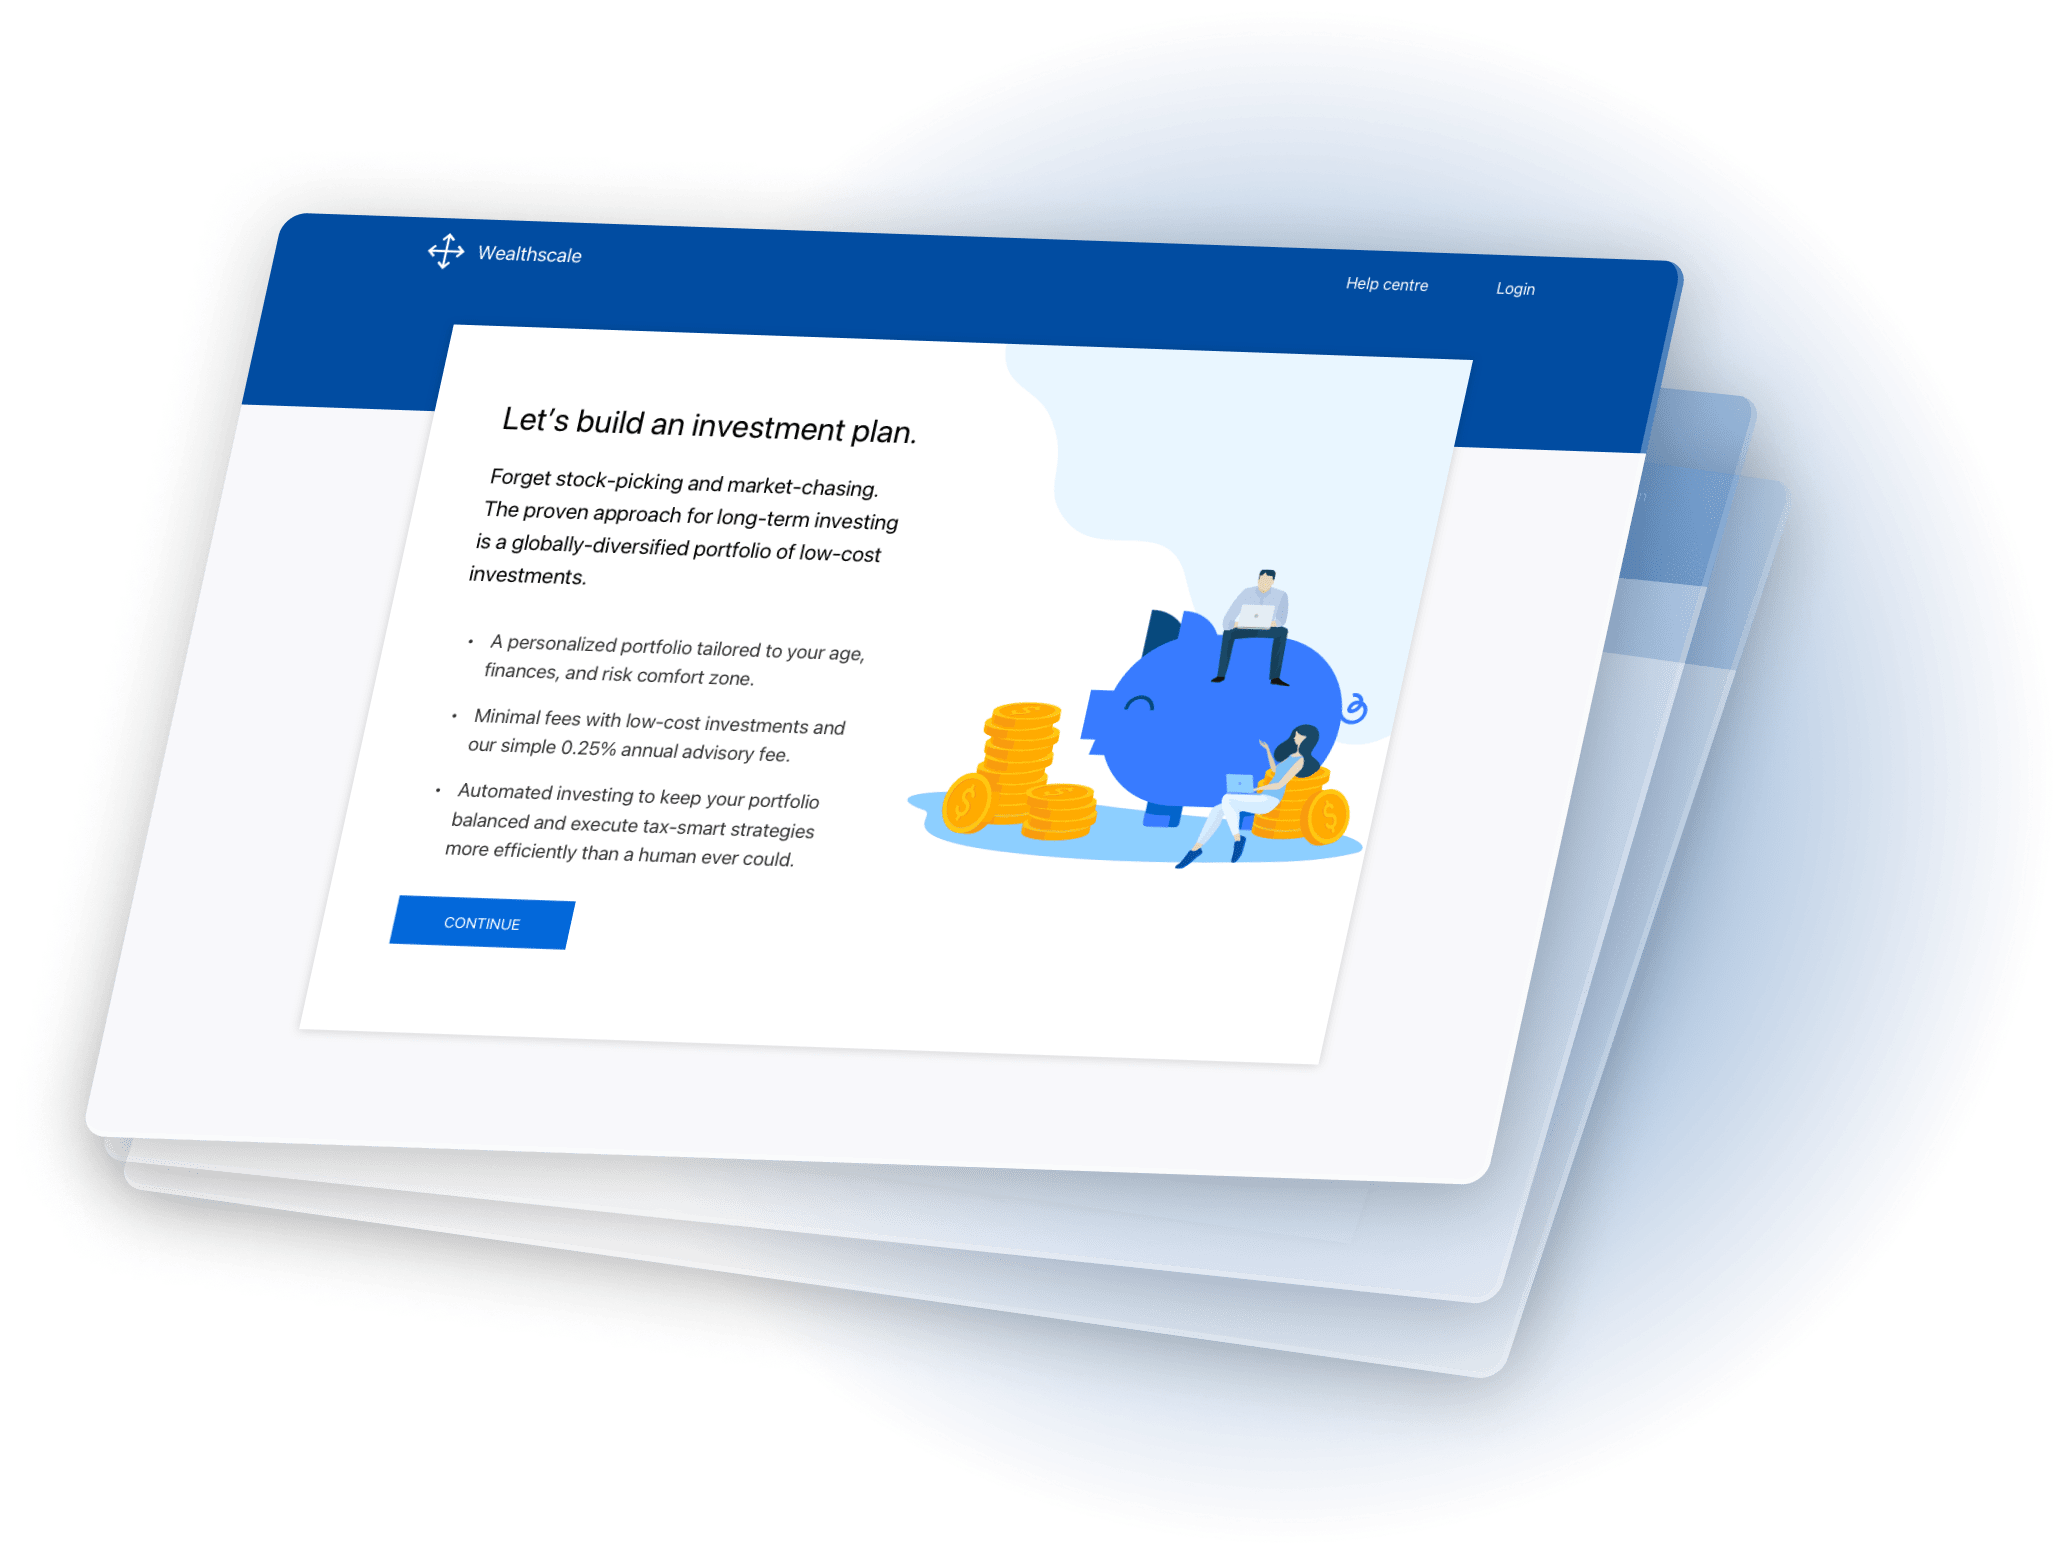 Wealthscale
Help centre
Login
Let's build an investment plan.
Forget stock-picking and market-chasing.
The proven approach for long-term investing
is a globally-diversified portfolio of low-cost
investments.
• A personalized portfolio tailored to your age,
finances, and risk comfort zone.
• Minimal fees with low-cost investments and
our simple 0.25% annual advisory fee.
• Automated investing to keep your portfolio
balanced and execute tax-smart strategies
more efficiently than a human ever could.
CONTINUE